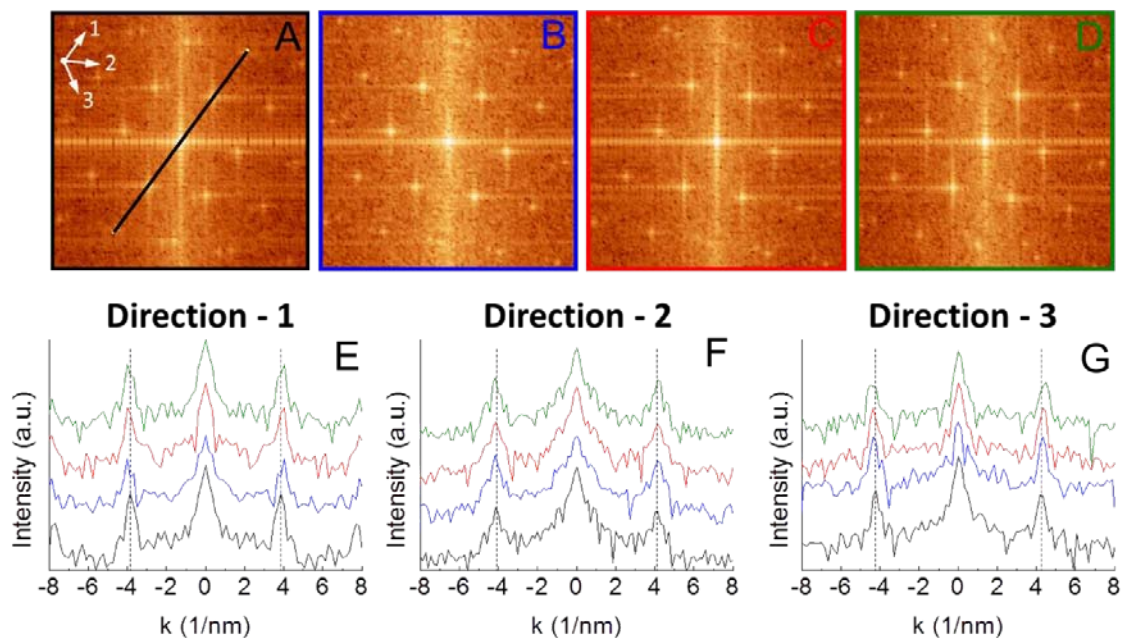 A
B
C
D
1
2
3
Direction - 1
Direction - 2
Direction - 3
E
F
G
Intensity (a.u.)
Intensity (a.u.)
Intensity (a.u.)
-8 -6 -4 -2 0 2 4 6 8
-8 -6 -4 -2 0 2 4 6 8
-8 -6 -4 -2 0 2 4 6 8
k (1/nm)
k (1/nm)
k (1/nm)